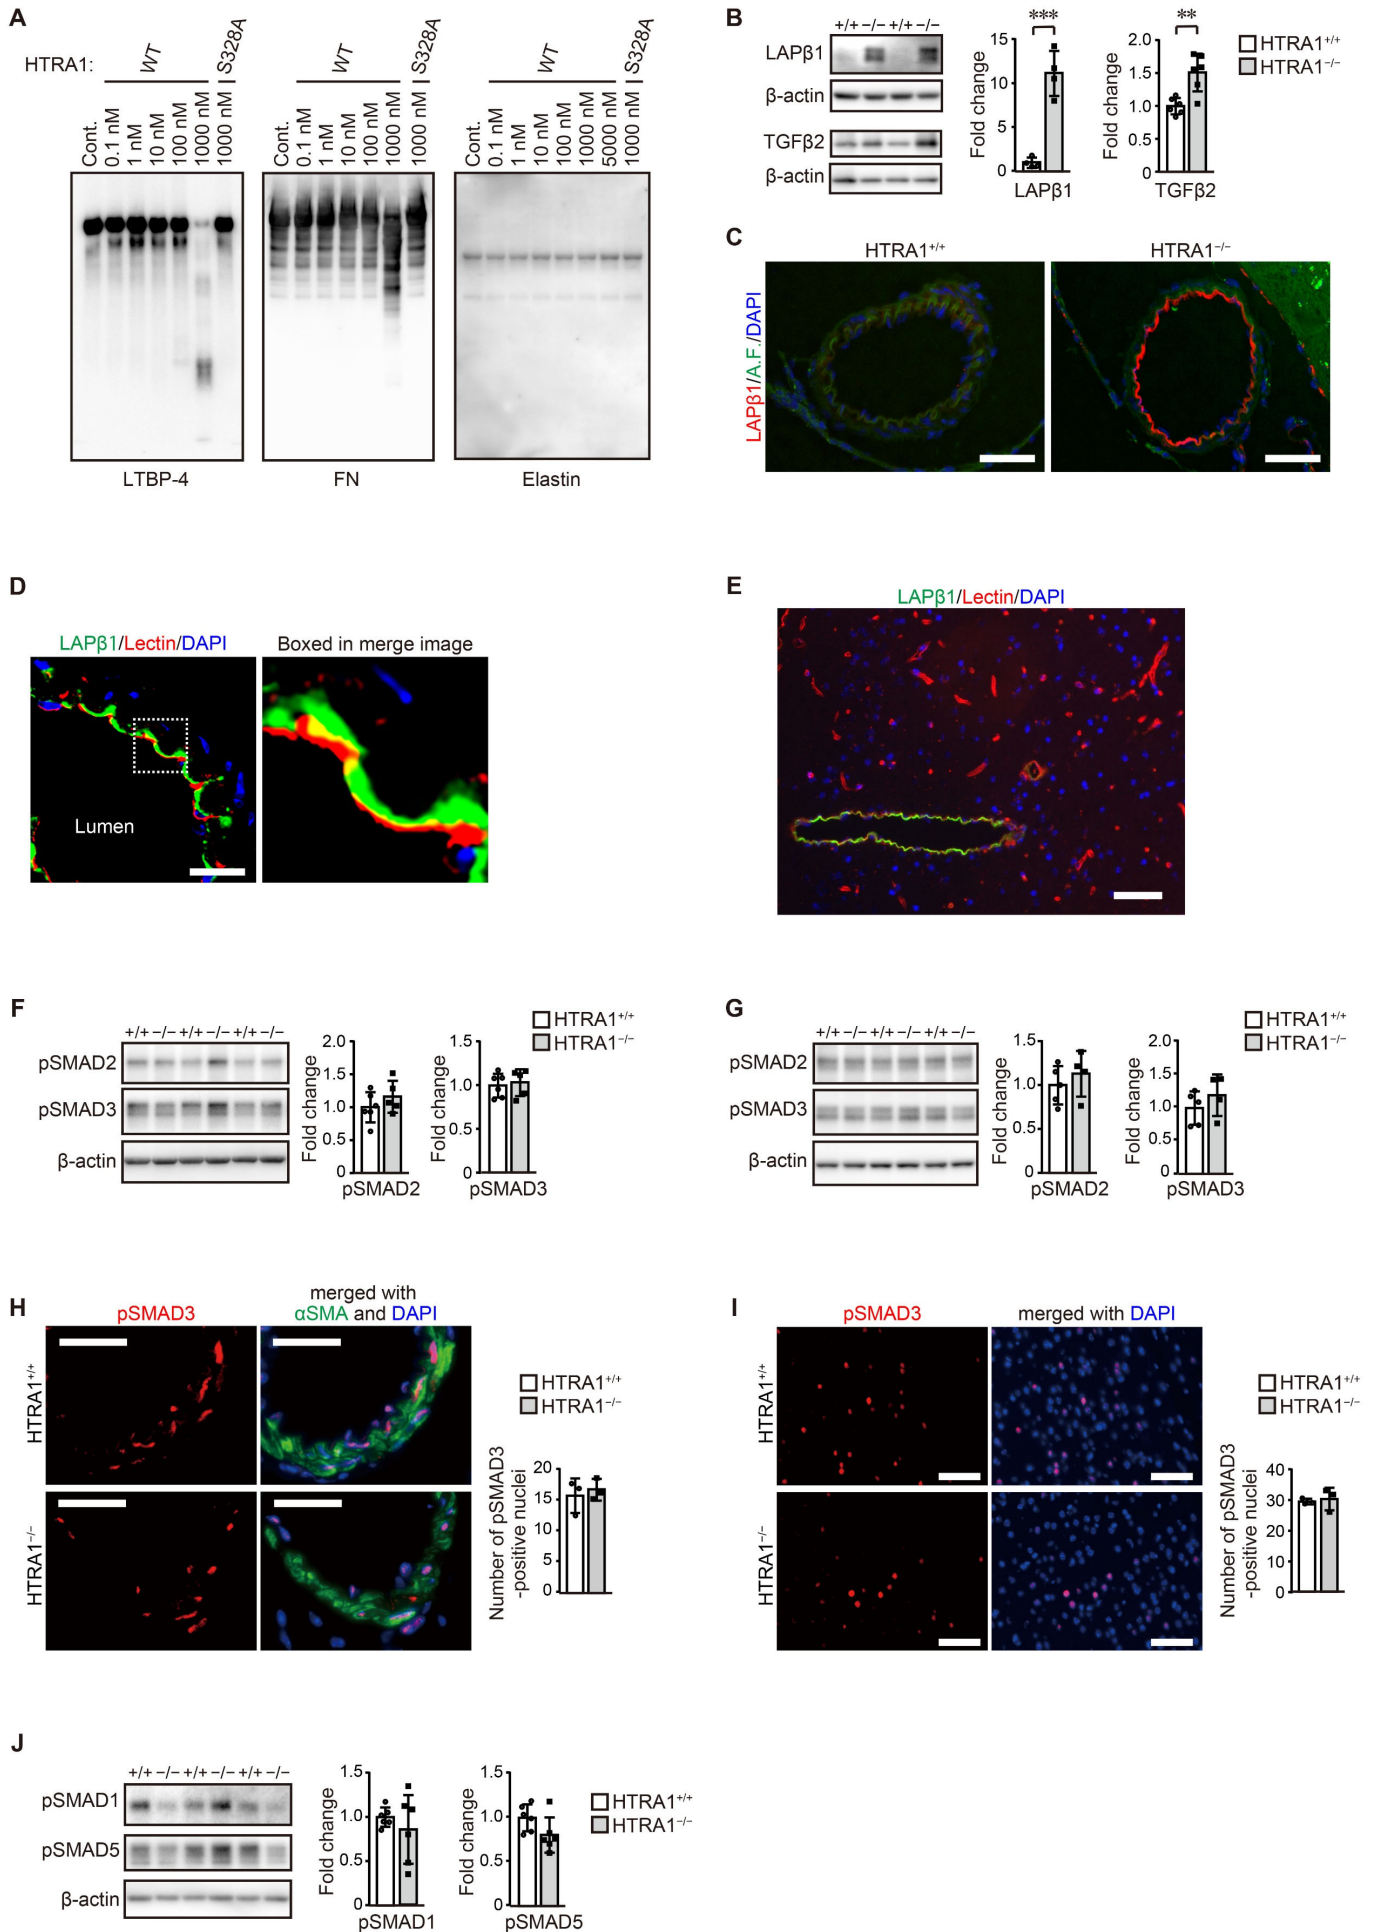 A
HTRA1:
WT
S328A
WT
S328A
WT
S328A
Cont.
0.1 nM
1 nM
10 nM
100 nM
1000 nM
1000 nM
Cont.
0.1 nM
1 nM
10 nM
100 nM
1000 nM
1000 nM
Cont.
0.1 nM
1 nM
10 nM
100 nM
1000 nM
5000 nM
1000 nM
LTBP-4
FN
Elastin
B
+/+ −/− +/+ −/−
LAPβ1
β-actin
TGFβ2
β-actin
***
Fold change
15
10
5
0
LAPβ1
**
Fold change
2.0
1.5
1.0
0.5
0
TGFβ2
HTRA1+/+
HTRA1−/−
C
HTRA1+/+
HTRA1−/−
LAPβ1/A.F./DAPI
D
LAPβ1/Lectin/DAPI
Boxed in merge image
Lumen
E
LAPβ1/Lectin/DAPI
F
+/+ −/− +/+ −/− +/+ −/−
pSMAD2
pSMAD3
β-actin
Fold change
2.0
1.5
1.0
0.5
0
pSMAD2
Fold change
1.5
1.0
0.5
0
pSMAD3
HTRA1+/+
HTRA1−/−
G
+/+ −/− +/+ −/− +/+ −/−
pSMAD2
pSMAD3
β-actin
Fold change
1.5
1.0
0.5
0
pSMAD2
Fold change
2.0
1.5
1.0
0.5
0
pSMAD3
HTRA1+/+
HTRA1−/−
H
pSMAD3
merged with
αSMA and DAPI
HTRA1+/+
HTRA1−/−
HTRA1+/+
HTRA1−/−
Number of pSMAD3
-positive nuclei
20
15
10
5
0
I
pSMAD3
merged with DAPI
HTRA1+/+
HTRA1−/−
HTRA1+/+
HTRA1−/−
Number of pSMAD3
-positive nuclei
40
30
20
10
0
J
+/+ −/− +/+ −/− +/+ −/−
pSMAD1
pSMAD5
β-actin
Fold change
1.5
1.0
0.5
0
pSMAD1
Fold change
1.5
1.0
0.5
0
pSMAD5
HTRA1+/+
HTRA1−/−